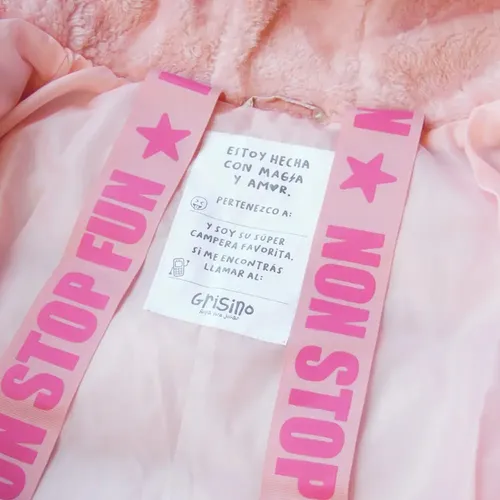 ON STOP FUN
N
NON STOP
ESTOY HECHA
CON MAGIA
Y AMOR.
PERTENEZCO A:
Y SOY SU SÚPER
CAMPERA FAVORITA.
SI ME ENCONTRÁS
LLAMAR AL:
GRISINO